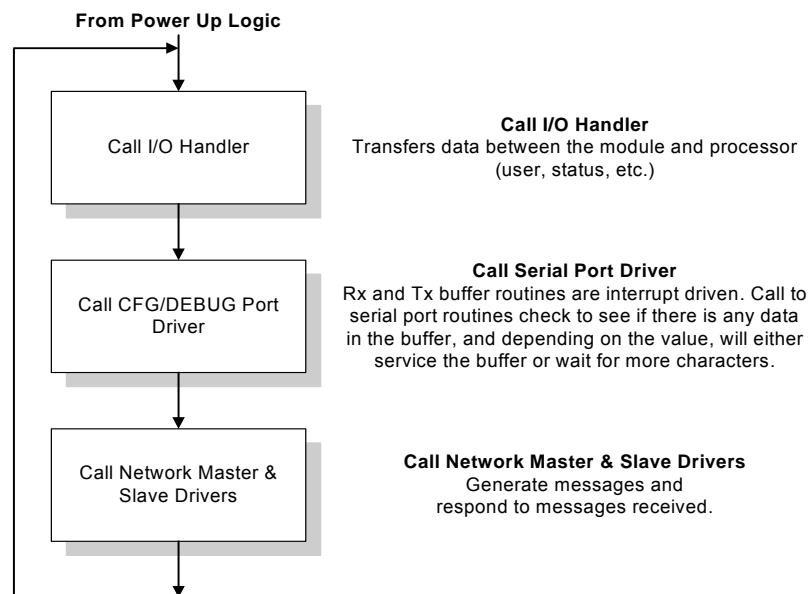 From Power Up Logic
Call I/O Handler
Call I/O Handler
Transfers data between the module and processor
(user, status, etc.)
Call CFG/DEBUG Port
Driver
Call Serial Port Driver
Rx and Tx buffer routines are interrupt driven. Call to
serial port routines check to see if there is any data
in the buffer, and depending on the value, will either
service the buffer or wait for more characters.
Call Network Master &
Slave Drivers
Call Network Master & Slave Drivers
Generate messages and
respond to messages received.